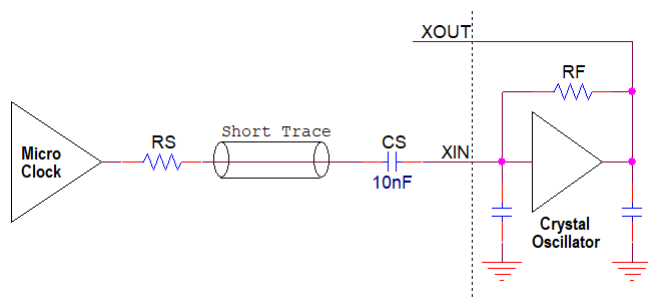 XOUT
RF
RS
Short Trace
CS
XIN
10nF
Micro
Clock
Crystal
Oscillator